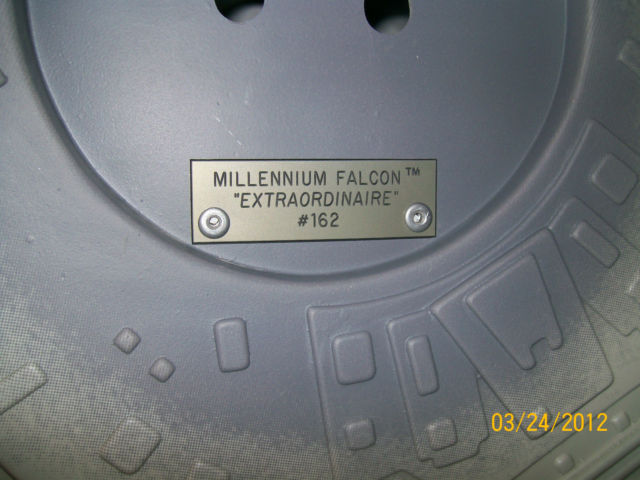 MILLENNIUM FALCON™
"EXTRAORDINAIRE"
#162
03/24/2012